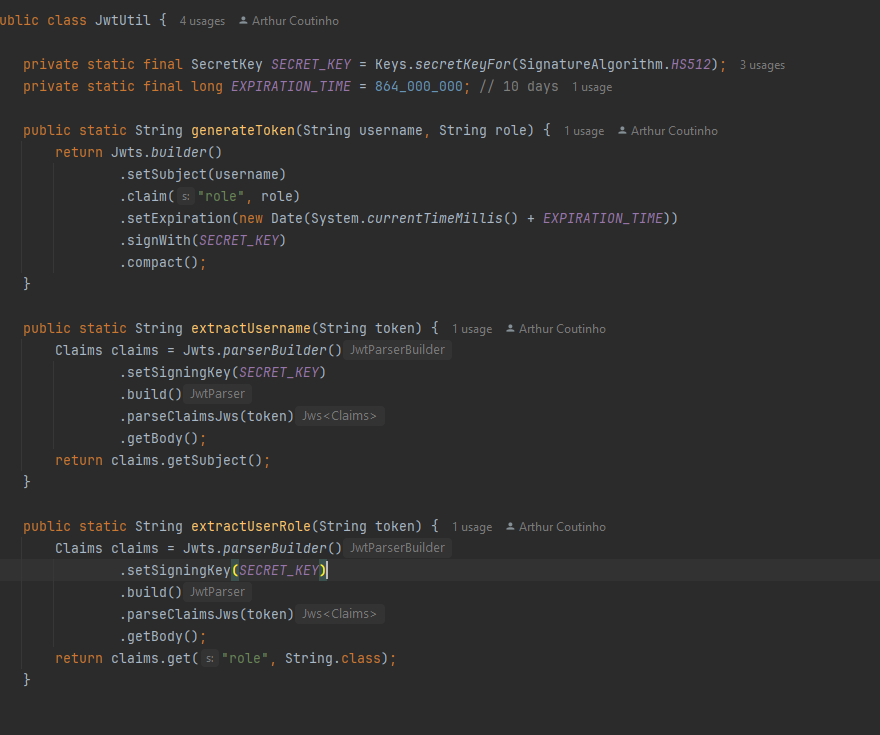 ublic class JwtUtil { 4 usages Arthur Coutinho
private static final SecretKey SECRET_KEY = Keys.secretKeyFor(SignatureAlgorithm.HS512); 3 usages
private static final long EXPIRATION_TIME = 864_000_000; // 10 days 1 usage
public static String generateToken(String username, String role) { 1 usage Arthur Coutinho
return Jwts.builder()
.setSubject(username)
.claim( s: "role", role)
.setExpiration(new Date(System.currentTimeMillis() + EXPIRATION_TIME))
.signWith(SECRET_KEY)
.compact();
}
public static String extractUsername(String token) { 1 usage Arthur Coutinho
Claims claims = Jwts.parserBuilder() JwtParserBuilder
.setSigningKey(SECRET_KEY)
.build() JwtParser
.parseClaimsJws(token) Jws<Claims>
.getBody();
return claims.getSubject();
}
public static String extractUserRole(String token) { 1 usage Arthur Coutinho
Claims claims = Jwts.parserBuilder() JwtParserBuilder
.setSigningKey(SECRET_KEY)
.build() JwtParser
.parseClaimsJws(token) Jws<Claims>
.getBody();
return claims.get( s: "role", String.class);
}